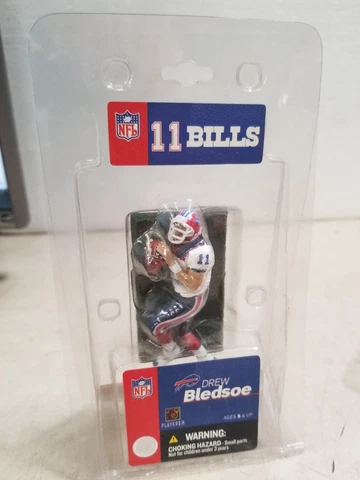 NFL
11 BILLS
11
NFL
DREW
Bledsoe
PLAYERS
AGES 5 & UP
WARNING:
CHOKING HAZARD - Small parts.
Not for children under 3 years